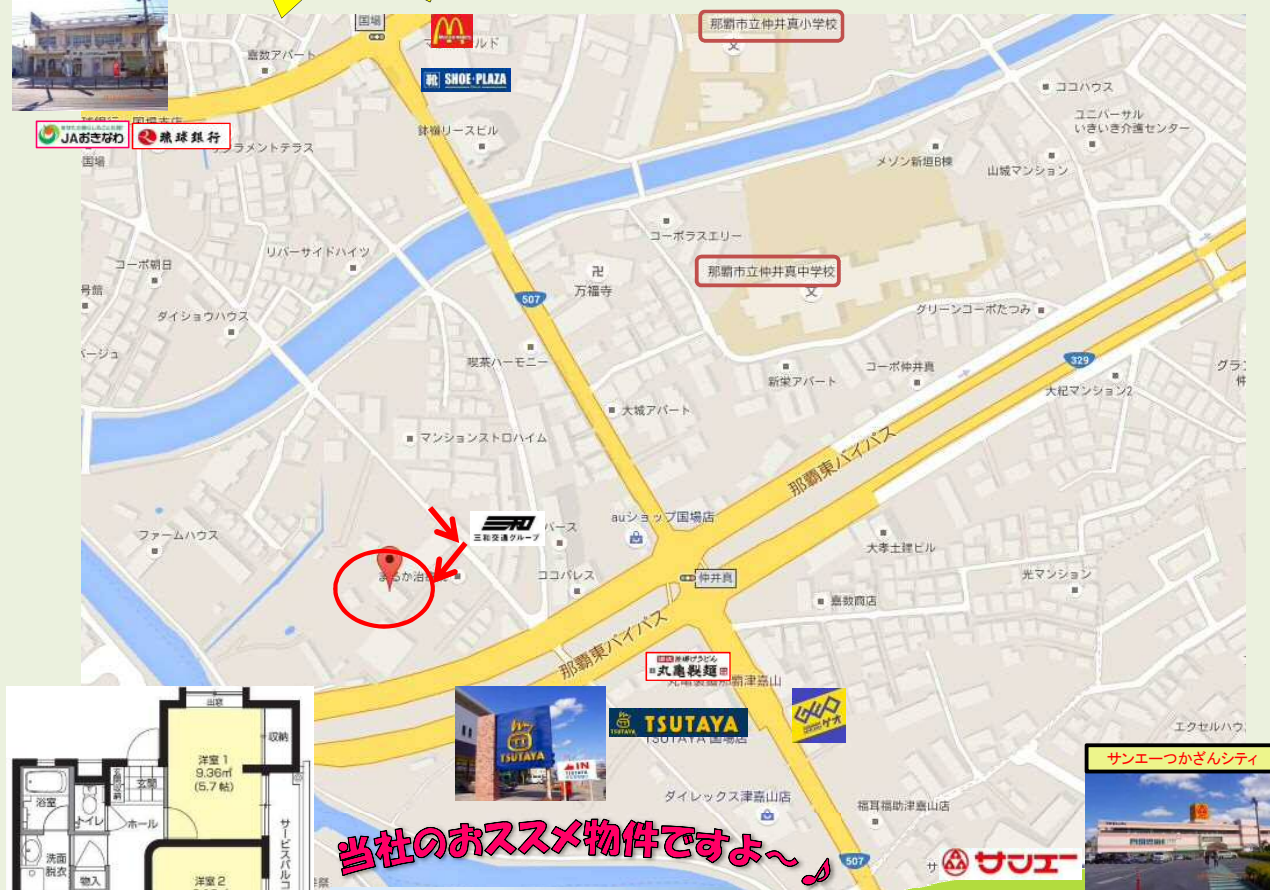 国場
嘉数アパート
ルド
SHOE・PLAZA
那覇市立仲井真小学校
ココハウス
ユニバーサル
いきいき介護センター
JAおきなわ
琉球銀行
国場
ラメントテラス
鉢嶺リースビル
メゾン新垣B棟
山城マンション
コーポラスエリー
リバーサイドハイツ
コーポ朝日
万福寺
那覇市立仲井真中学校
号館
ダイショウハウス
507
グリーンコーポたつみ
喫茶ハーモニー
329
新栄アパート
コーポ仲井真
大紀マンション2
大城アパート
マンションストロハイム
那覇東バイパス
auショップ国場店
三和交通グループ
バース
ファームハウス
大孝土建ビル
ココパレス
仲井真
光マンション
嘉数商店
那覇東バイパス
丸亀製麺
覇津嘉山
TSUTAYA
TSUTAYA
IN
ゲオ
エクセルハウ
サンエーつかざんシティ
ダイレックス津嘉山店
福耳福助津嘉山店
507
サンエー
当社のおススメ物件ですよ~♪
出窓
収納
洋室1
9.36㎡
(5.7帖)
玄関
浴室
トイレ
ホール
洗面
脱衣
物入
サービスバルコ
洋室2